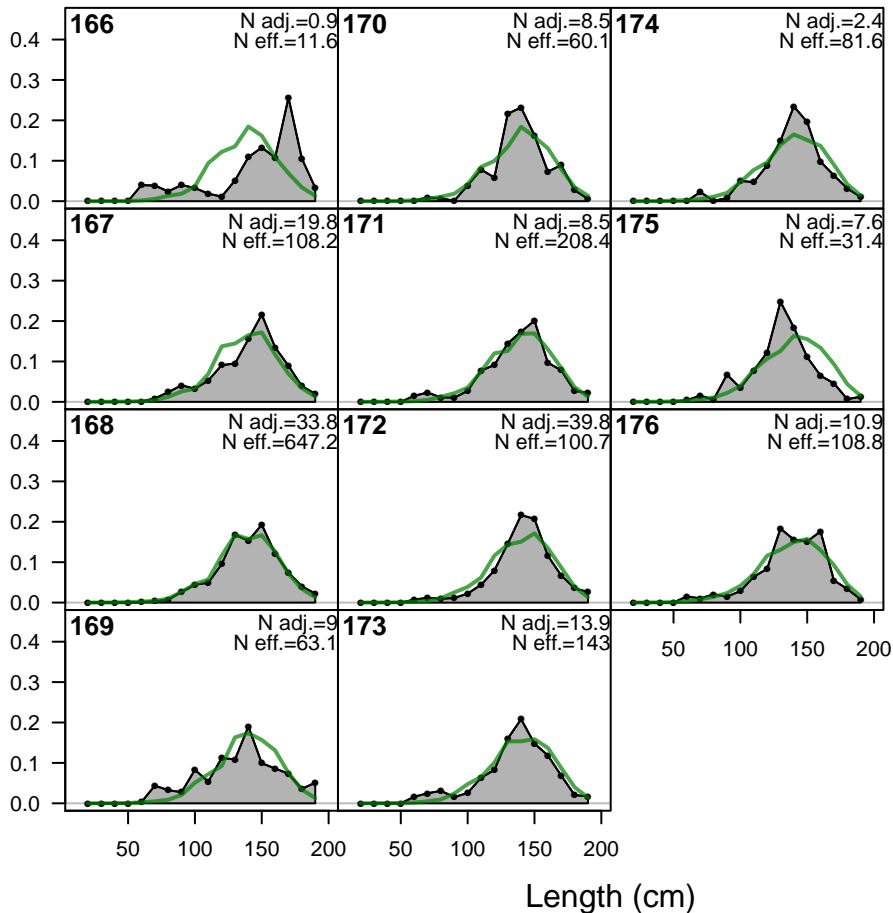 166
N adj.=0.9
N eff.=11.6
170
N adj.=8.5
N eff.=60.1
174
N adj.=2.4
N eff.=81.6
0.4
0.3
0.2
0.1
0.0
167
N adj.=19.8
N eff.=108.2
171
N adj.=8.5
N eff.=208.4
175
N adj.=7.6
N eff.=31.4
0.4
0.3
0.2
0.1
0.0
168
N adj.=33.8
N eff.=647.2
172
N adj.=39.8
N eff.=100.7
176
N adj.=10.9
N eff.=108.8
0.4
0.3
0.2
0.1
0.0
50 100 150 200
169
N adj.=9
N eff.=63.1
173
N adj.=13.9
N eff.=143
0.4
0.3
0.2
0.1
0.0
50 100 150 200
50 100 150 200
Length (cm)